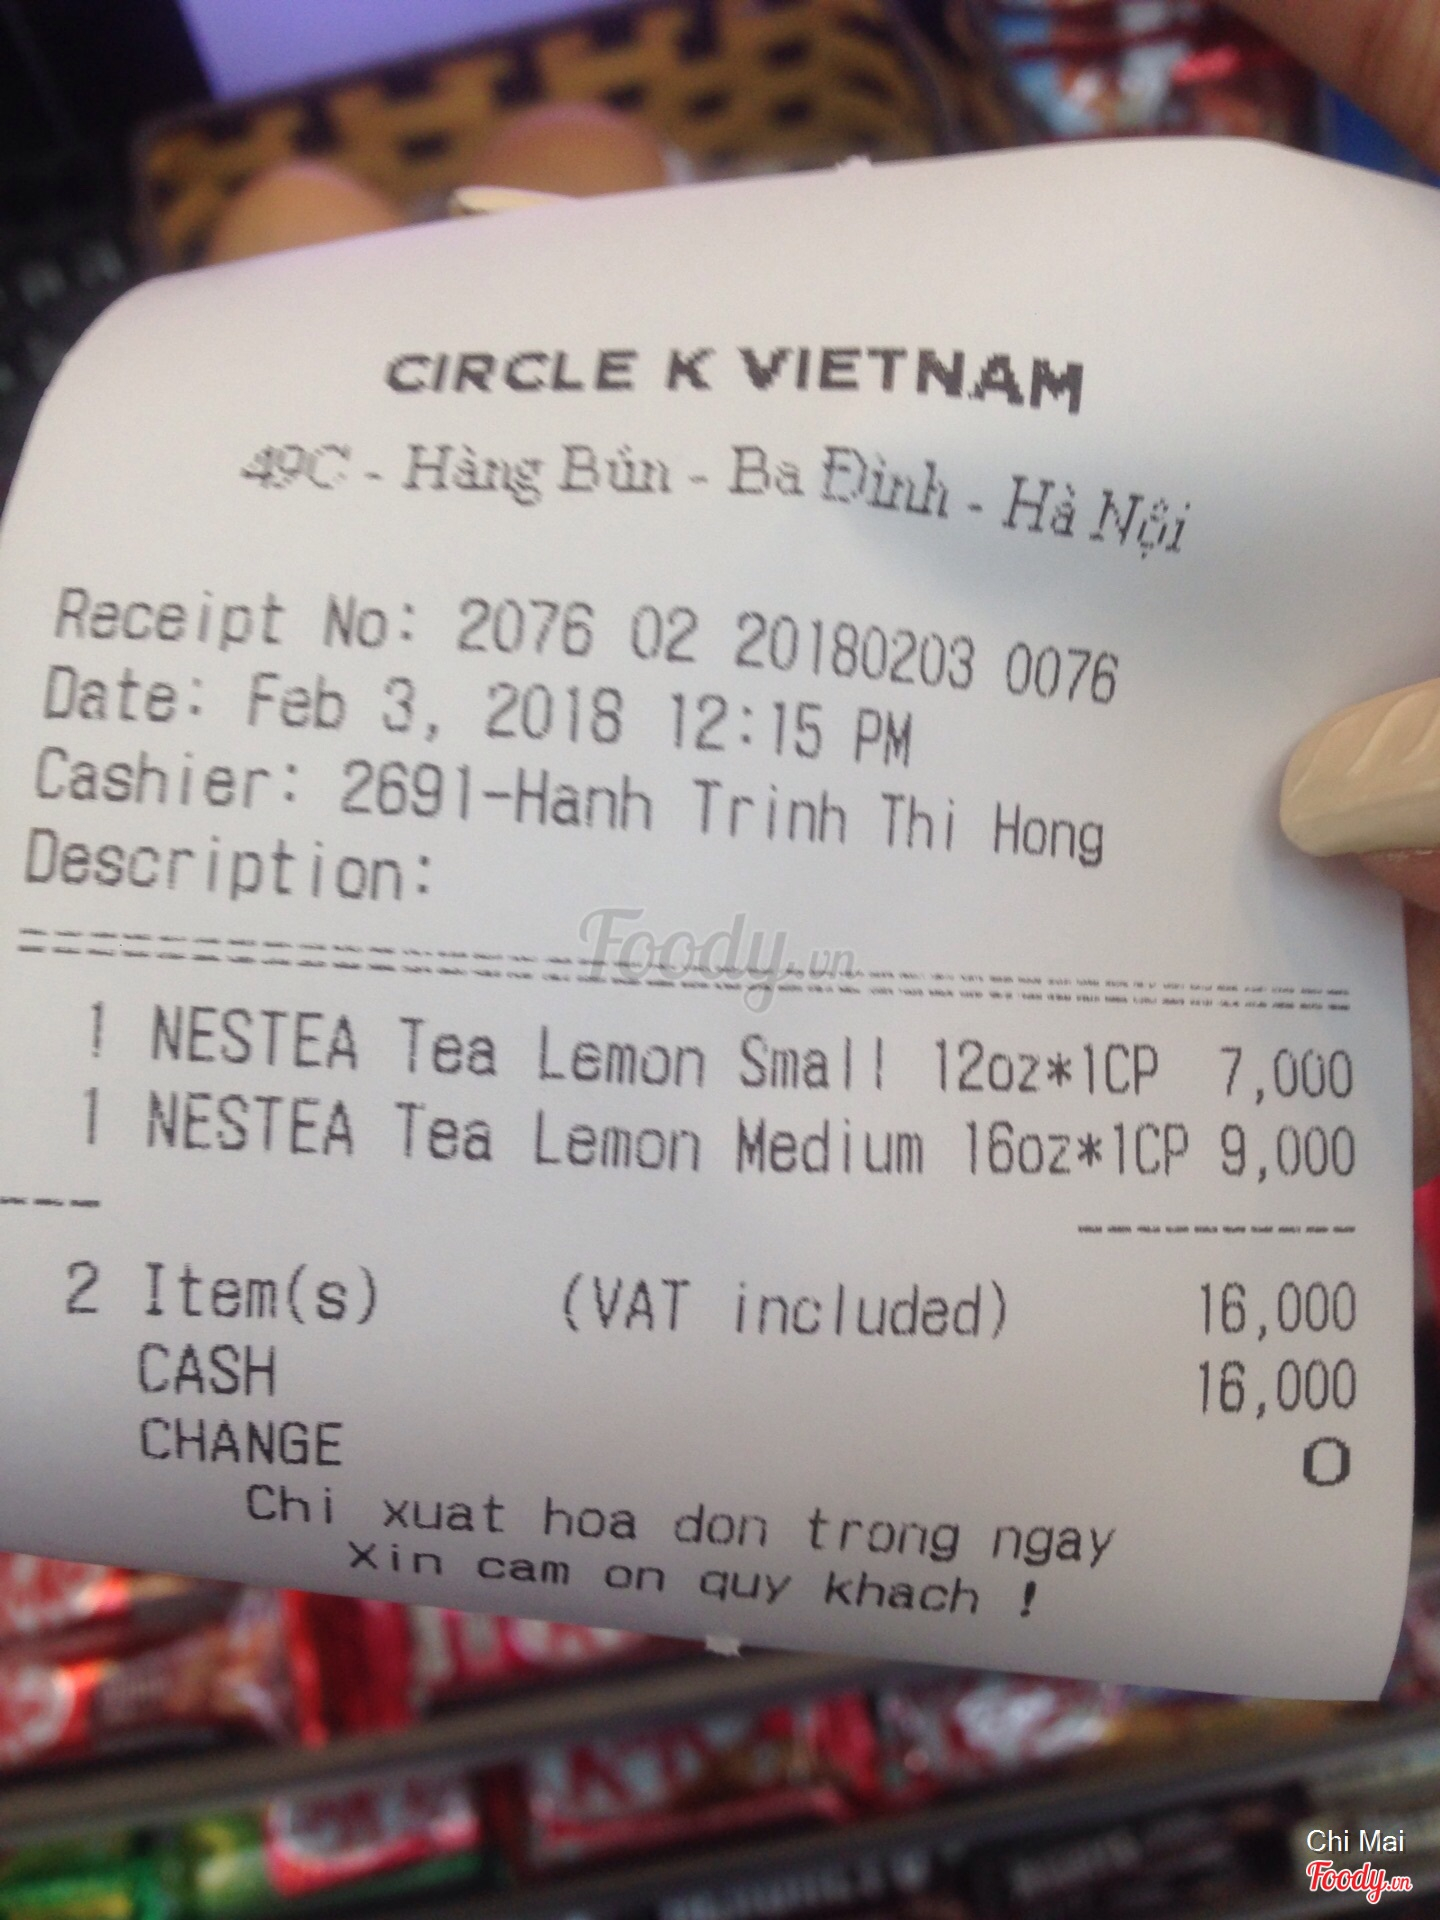 CIRCLE K VIETNAM
49C - Hàng Bún - Ba Đình - Hà Nội
Receipt No: 2076 02 20180203 0076
Date: Feb 3, 2018 12:15 PM
Cashier: 2691-Hanh Trinh Thi Hong
Description:
Foody.vn
1 NESTEA Tea Lemon Small 12oz*1CP 7,000
1 NESTEA Tea Lemon Medium 16oz*1CP 9,000
2 Item(s) (VAT included) 16,000
CASH 16,000
CHANGE 0
Chi xuat hoa don trong ngay
Xin cam on quy khach !
Chi Mai
Foody.vn